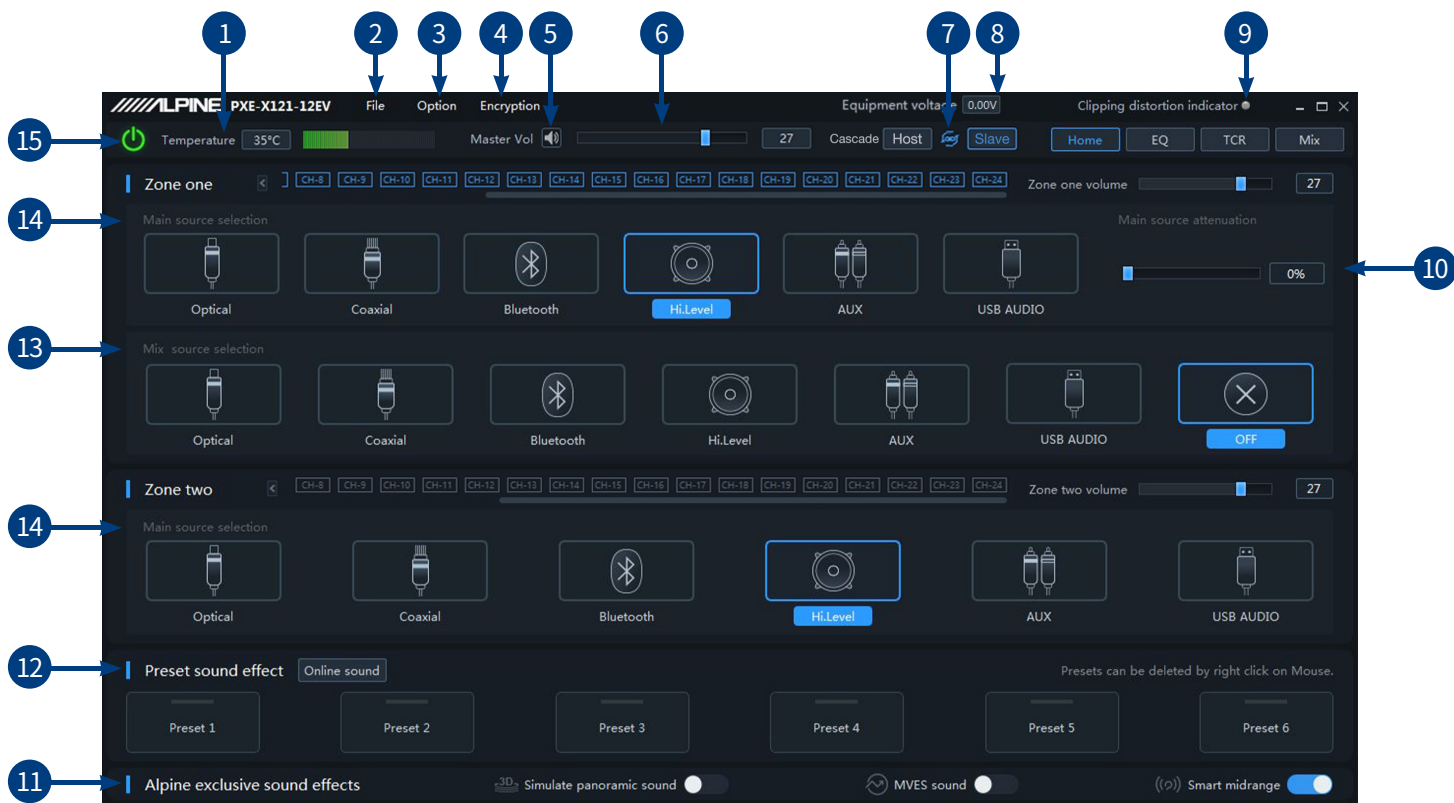 1 2 3 4 5 6 7 8 9
ALPINE PXE-X121-12EV File Option Encryption Equipment voltage 0.00V Clipping distortion indicator
15 Temperature 35°C Master Vol 27 Cascade Host Slave Home EQ TCR Mix
Zone one < CH-8 CH-9 CH-10 CH-11 CH-12 CH-13 CH-14 CH-15 CH-16 CH-17 CH-18 CH-19 CH-20 CH-21 CH-22 CH-23 CH-24 Zone one volume 27
14 Main source selection Main source attenuation
0% 10
Optical Coaxial Bluetooth Hi.Level AUX USB AUDIO
13 Mix source selection
Optical Coaxial Bluetooth Hi.Level AUX USB AUDIO OFF
Zone two < CH-8 CH-9 CH-10 CH-11 CH-12 CH-13 CH-14 CH-15 CH-16 CH-17 CH-18 CH-19 CH-20 CH-21 CH-22 CH-23 CH-24 Zone two volume 27
14 Main source selection
Optical Coaxial Bluetooth Hi.Level AUX USB AUDIO
12 Preset sound effect Online sound Presets can be deleted by right click on Mouse.
Preset 1 Preset 2 Preset 3 Preset 4 Preset 5 Preset 6
11 Alpine exclusive sound effects 3D Simulate panoramic sound MVES sound Smart midrange